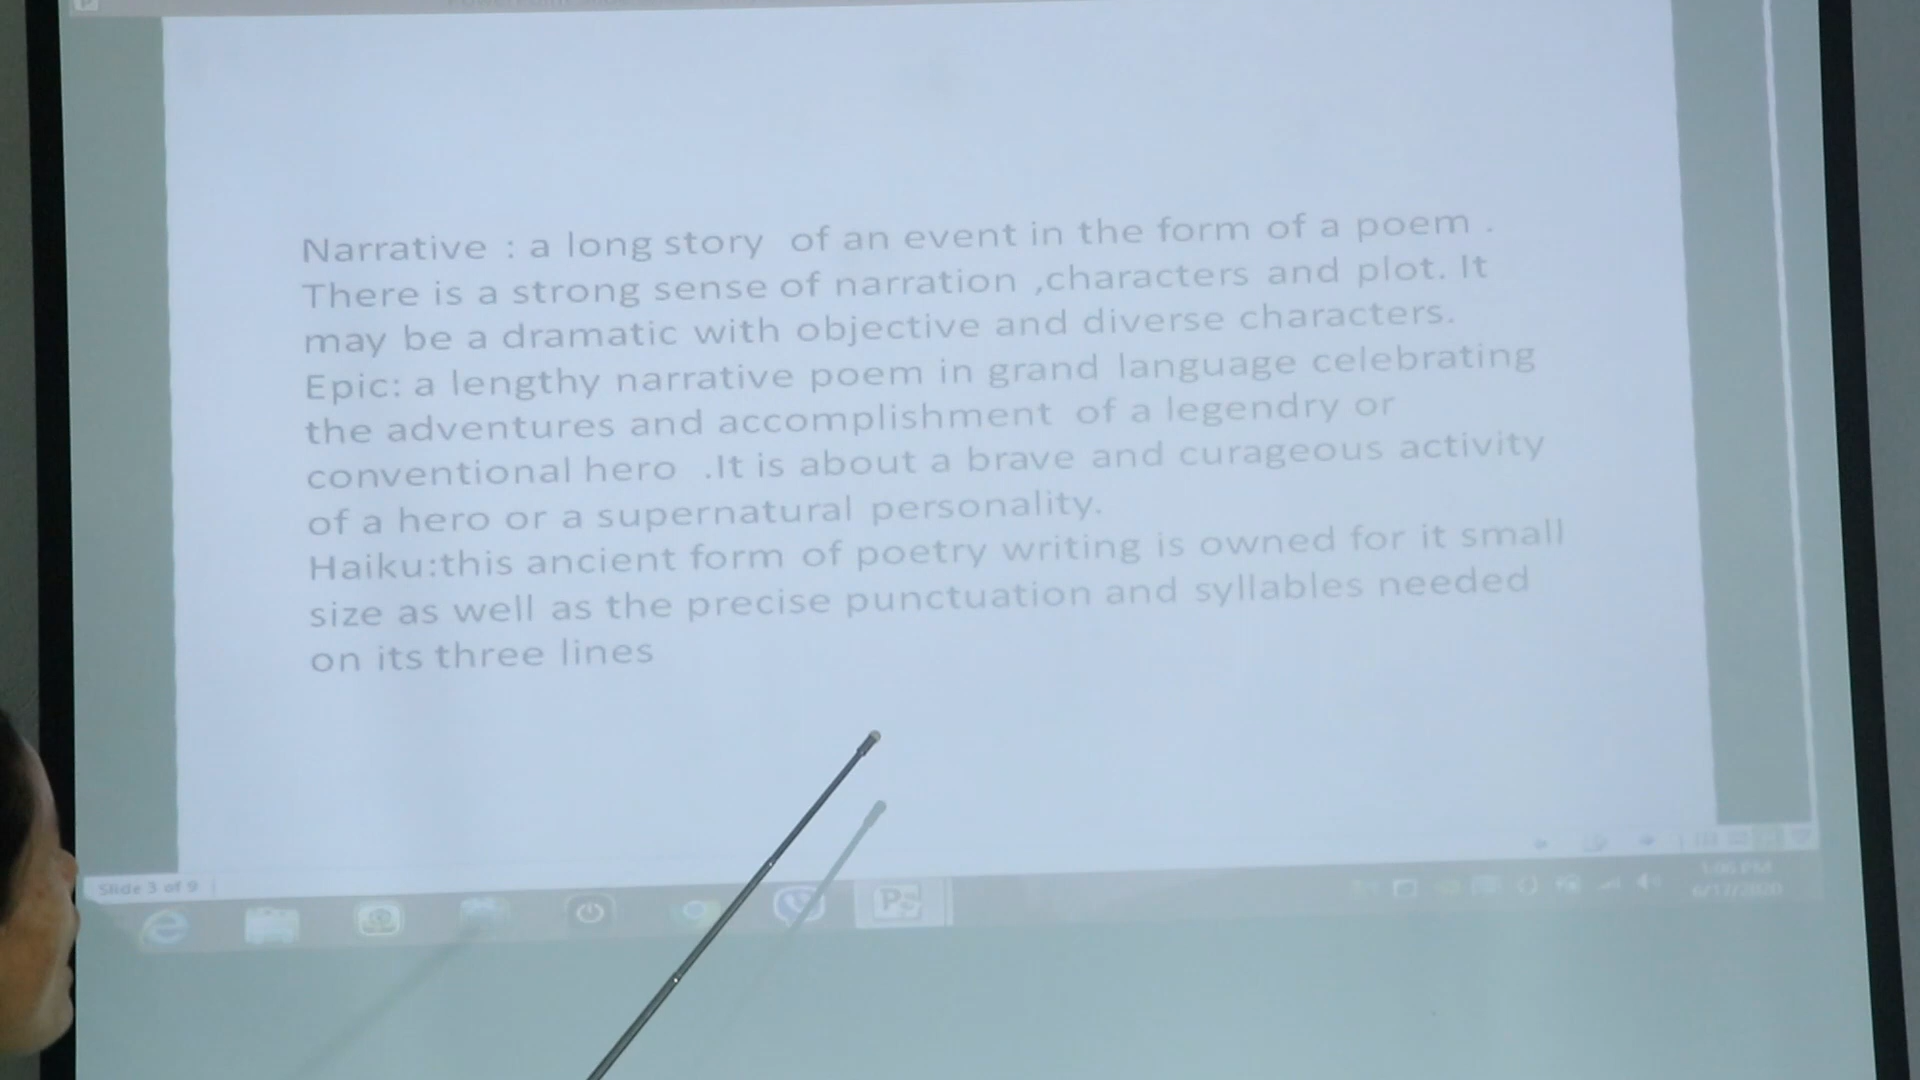 Narrative : a long story of an event in the form of a poem .
There is a strong sense of narration ,characters and plot. It
may be a dramatic with objective and diverse characters.
Epic: a lengthy narrative poem in grand language celebrating
the adventures and accomplishment of a legendry or
conventional hero .It is about a brave and curageous activity
of a hero or a supernatural personality.
Haiku:this ancient form of poetry writing is owned for it small
size as well as the precise punctuation and syllables needed
on its three lines
Slide 3 of 9
6/17/2020